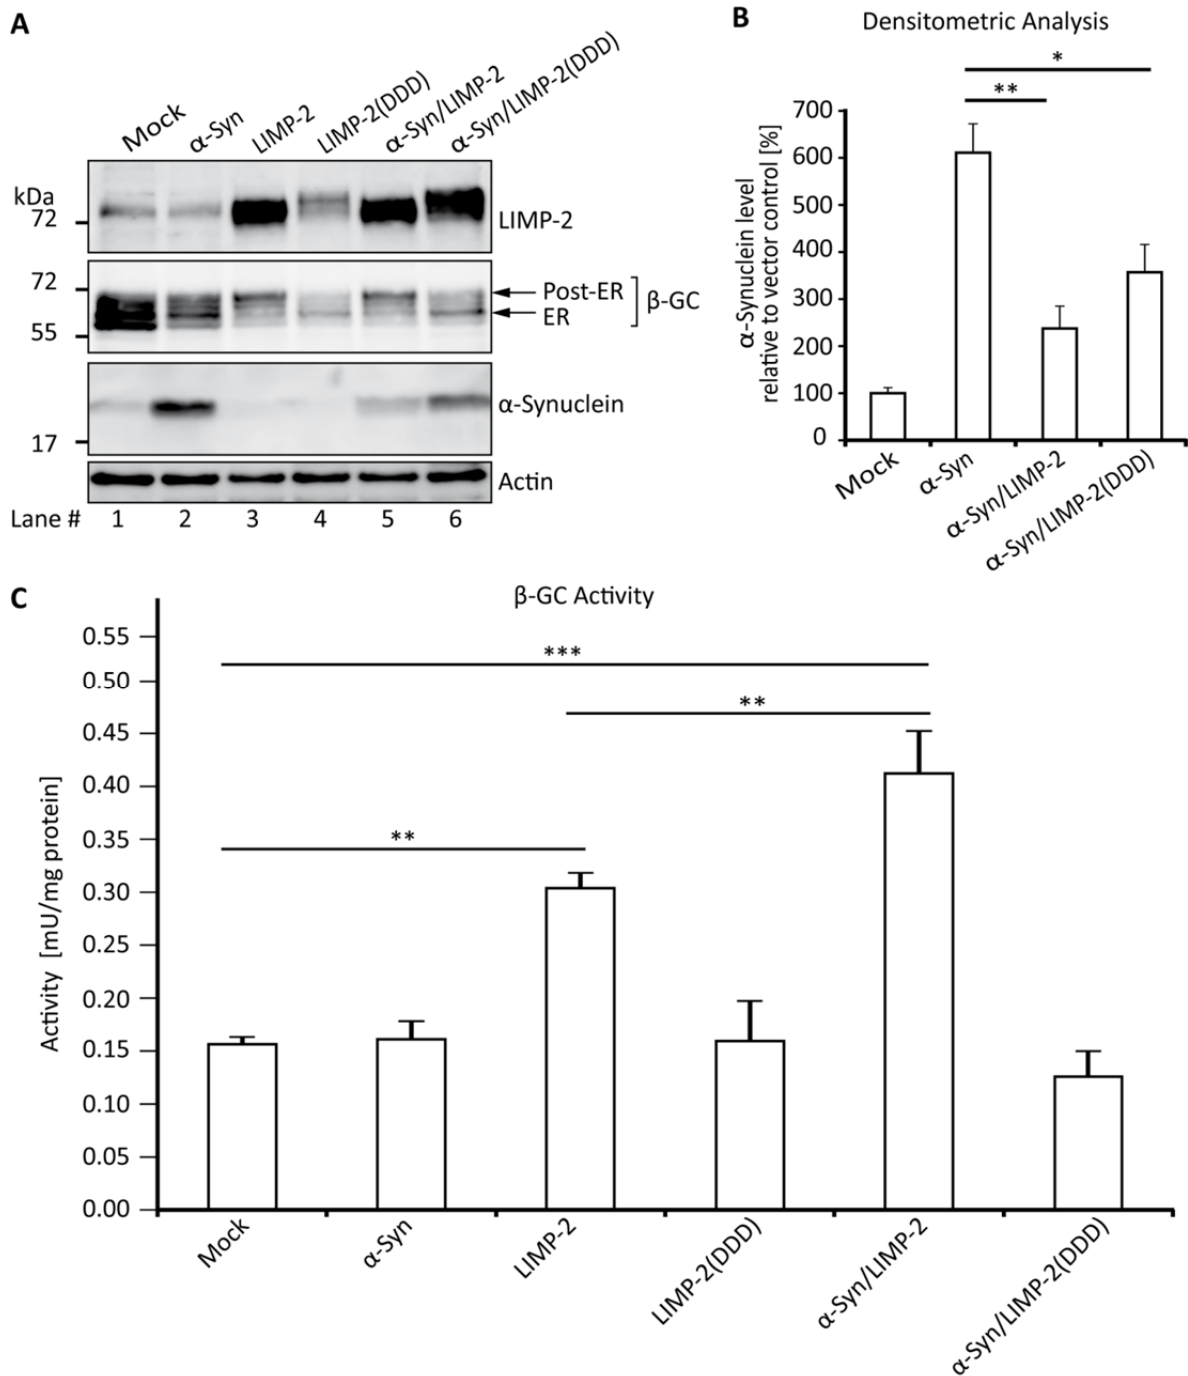 A
Mock
α-Syn
LIMP-2
LIMP-2(DDD)
α-Syn/LIMP-2
α-Syn/LIMP-2(DDD)
kDa
72
LIMP-2
72
55
Post-ER
ER
β-GC
α-Synuclein
17
Actin
Lane # 1 2 3 4 5 6
B
Densitometric Analysis
*
**
α-Synuclein level
relative to vector control [%]
700
600
500
400
300
200
100
0
Mock
α-Syn
α-Syn/LIMP-2
α-Syn/LIMP-2(DDD)
C
β-GC Activity
***
**
**
Activity [mU/mg protein]
0.55
0.50
0.45
0.40
0.35
0.30
0.25
0.20
0.15
0.10
0.05
0.00
Mock
α-Syn
LIMP-2
LIMP-2(DDD)
α-Syn/LIMP-2
α-Syn/LIMP-2(DDD)